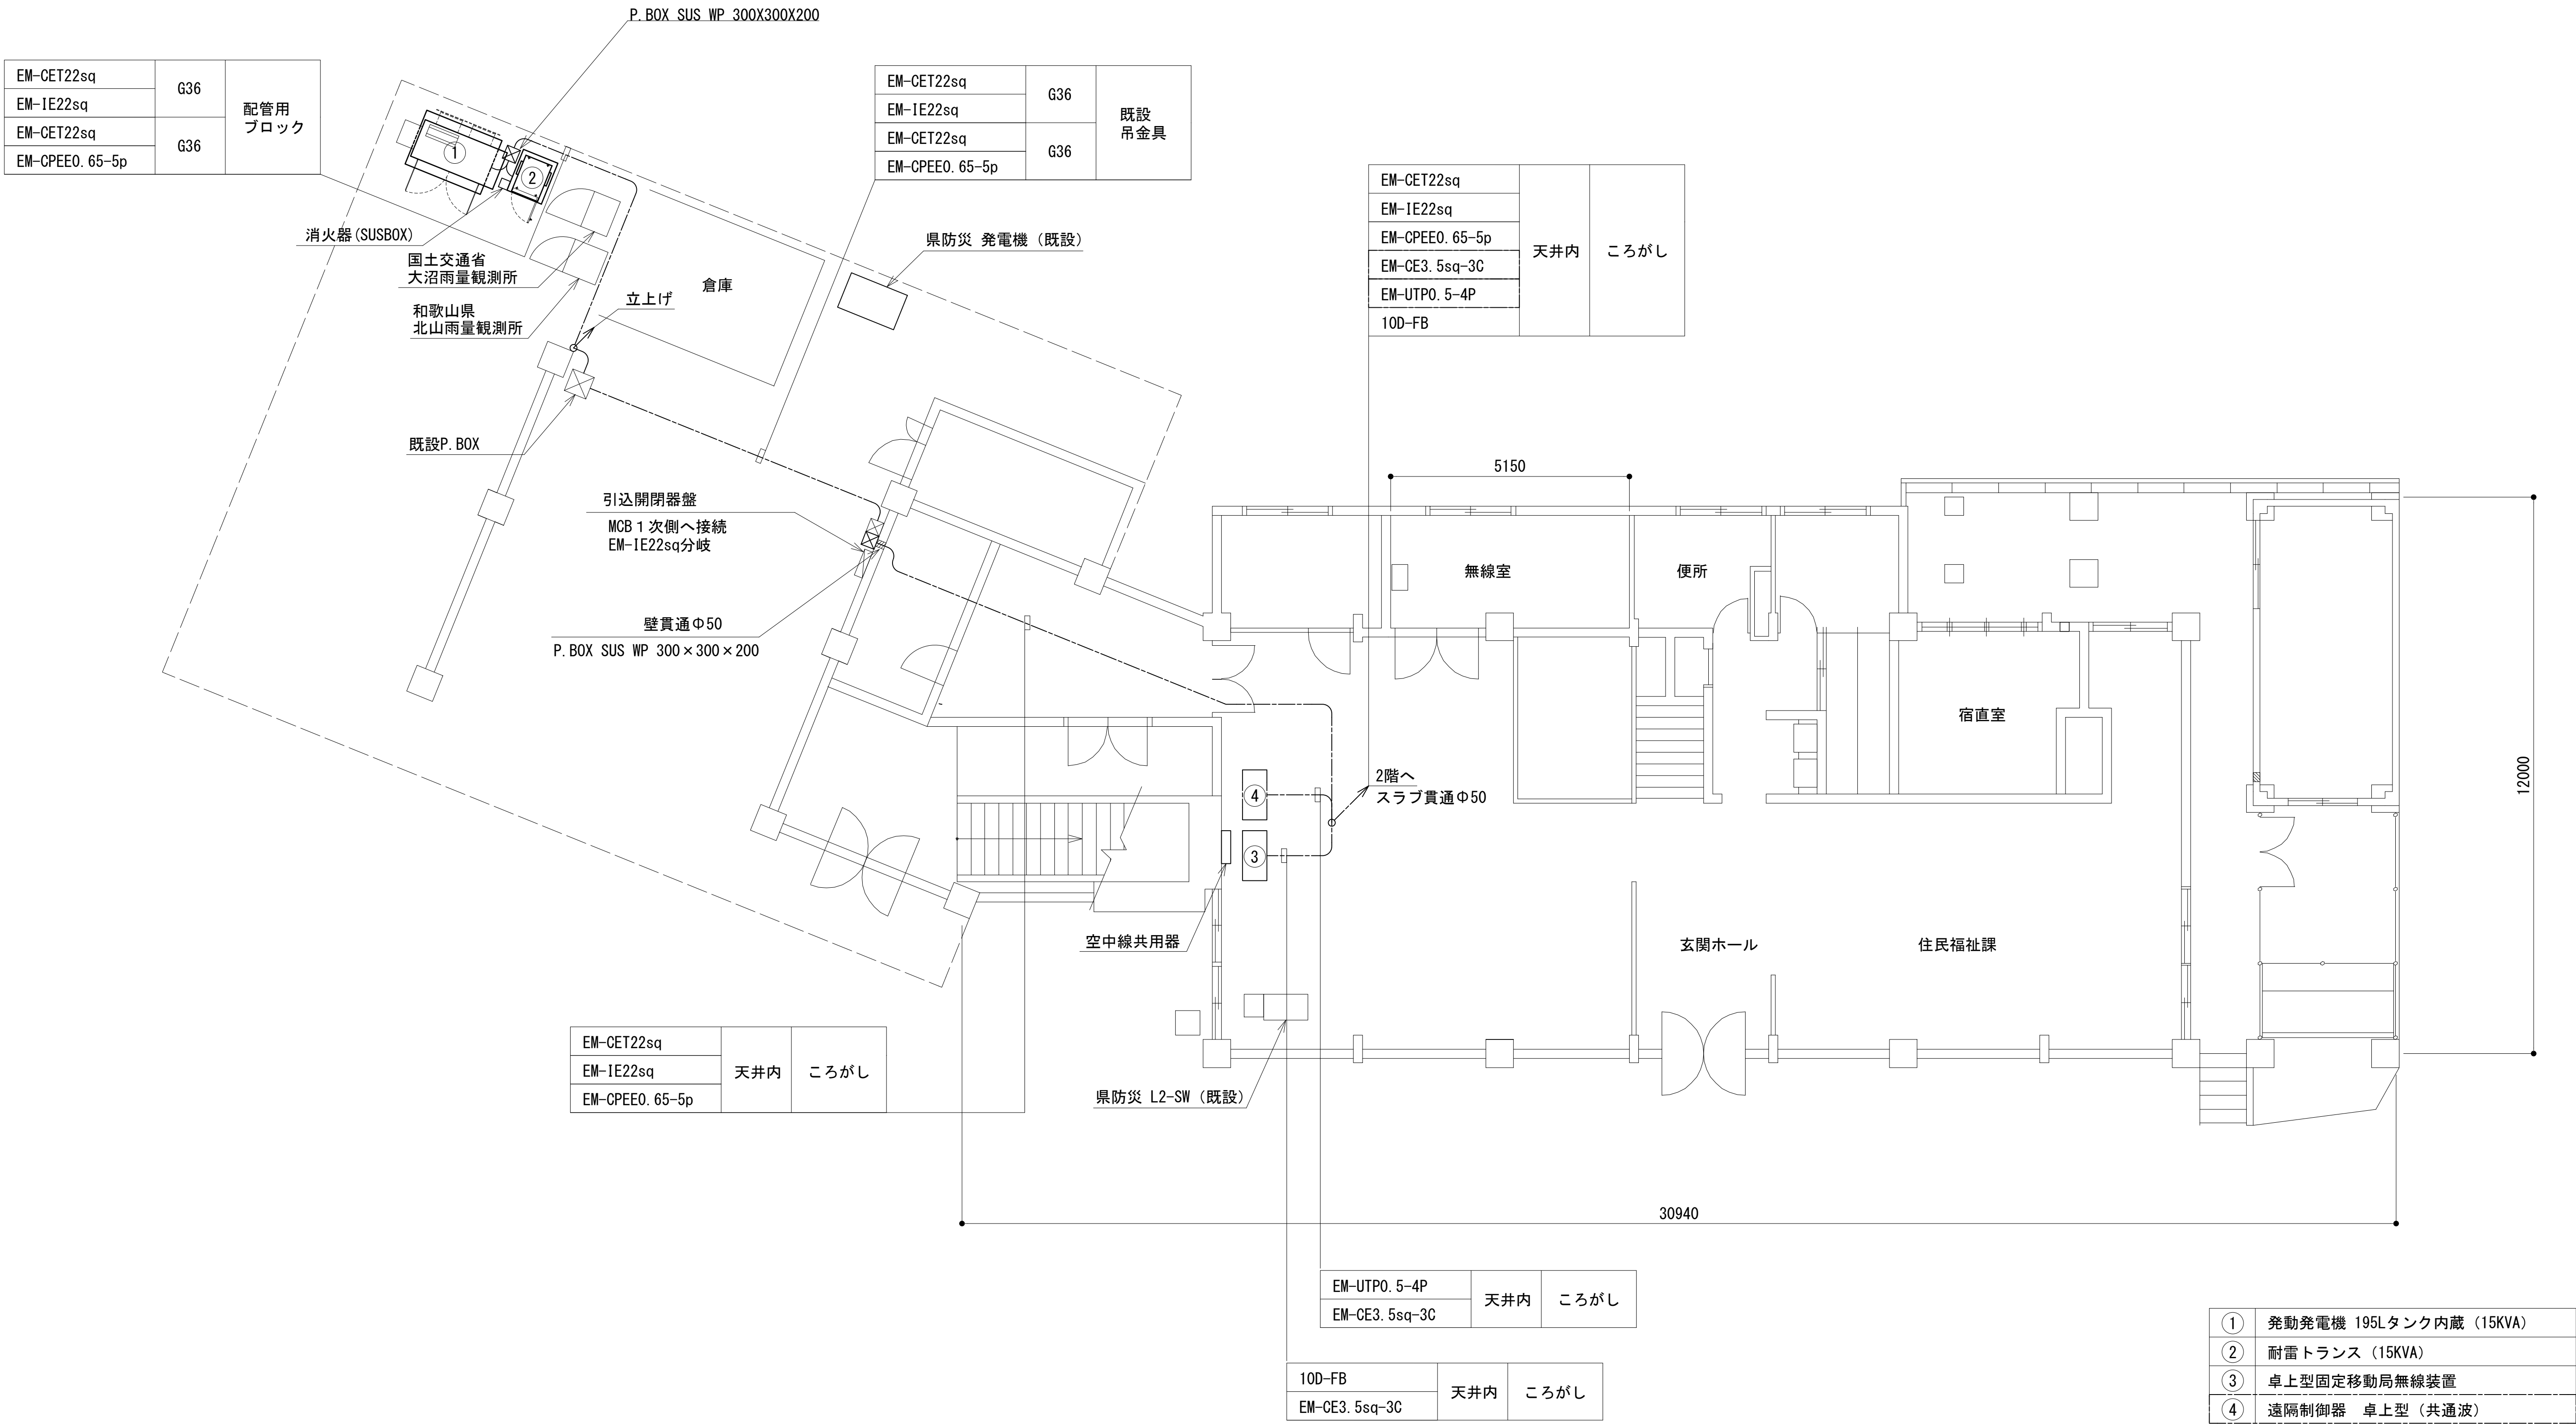 P.BOX SUS WP 300X300X200
EM-CET22sq
EM-IE22sq
G36
EM-CET22sq
EM-CPEE0.65-5p
G36
配管用
ブロック
EM-CET22sq
EM-IE22sq
G36
EM-CET22sq
EM-CPEE0.65-5p
G36
既設
吊金具
EM-CET22sq
EM-IE22sq
EM-CPEE0.65-5p
EM-CE3.5sq-3C
EM-UTP0.5-4P
10D-FB
天井内
ころがし
①
②
消火器(SUSBOX)
国土交通省
大沼雨量観測所
和歌山県
北山雨量観測所
立上げ
倉庫
県防災 発電機(既設)
既設P.BOX
引込開閉器盤
MCB1次側へ接続
EM-IE22sq分岐
壁貫通Φ50
P.BOX SUS WP 300×300×200
5150
無線室
便所
宿直室
12000
2階へ
スラブ貫通Φ50
④
③
空中線共用器
玄関ホール
住民福祉課
県防災 L2-SW(既設)
EM-CET22sq
EM-IE22sq
EM-CPEE0.65-5p
天井内
ころがし
30940
EM-UTP0.5-4P
EM-CE3.5sq-3C
天井内
ころがし
10D-FB
EM-CE3.5sq-3C
天井内
ころがし
① 発動発電機 195Lタンク内蔵(15KVA)
② 耐雷トランス(15KVA)
③ 卓上型固定移動局無線装置
④ 遠隔制御器 卓上型(共通波)